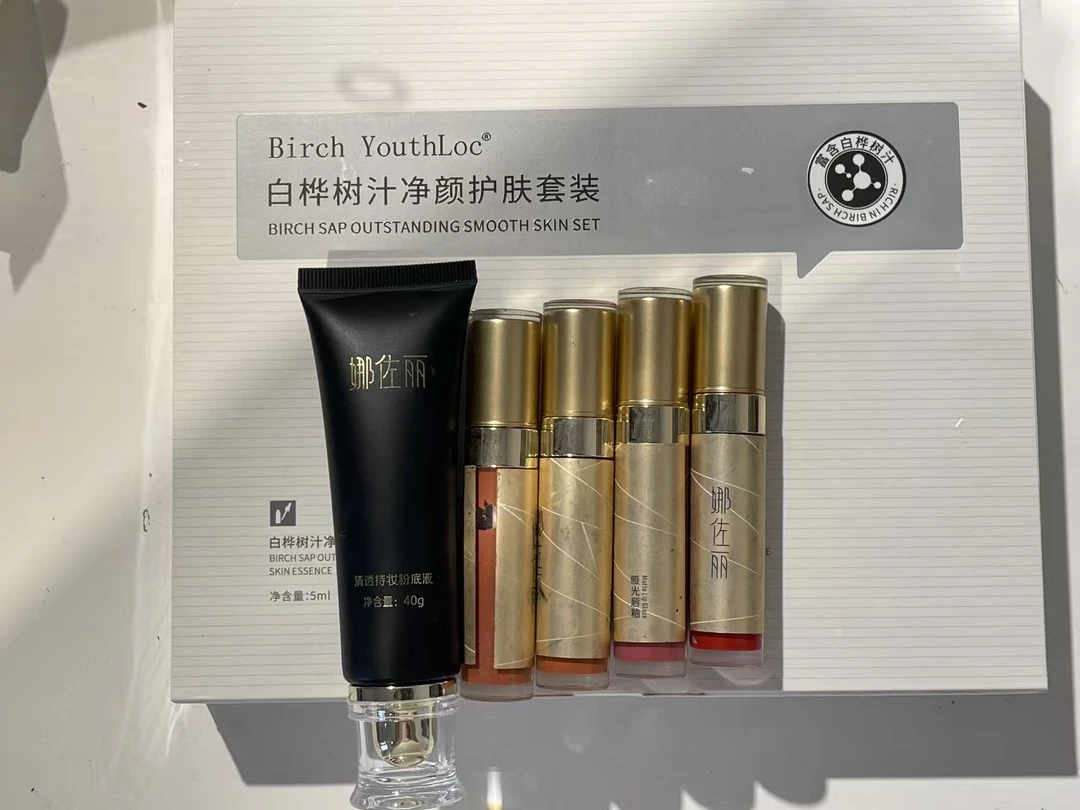 Birch YouthLoc®
白桦树汁净颜护肤套装
BIRCH SAP OUTSTANDING SMOOTH SKIN SET
富含白桦树汁
·RICH IN BIRCH SAP·
娜佐丽
清透持妆粉底液
净含量：40g
白桦树汁净
BIRCH SAP OUT
SKIN ESSENCE
净含量:5ml
哑光唇釉
Matte Lip Glaze
娜佐丽
E